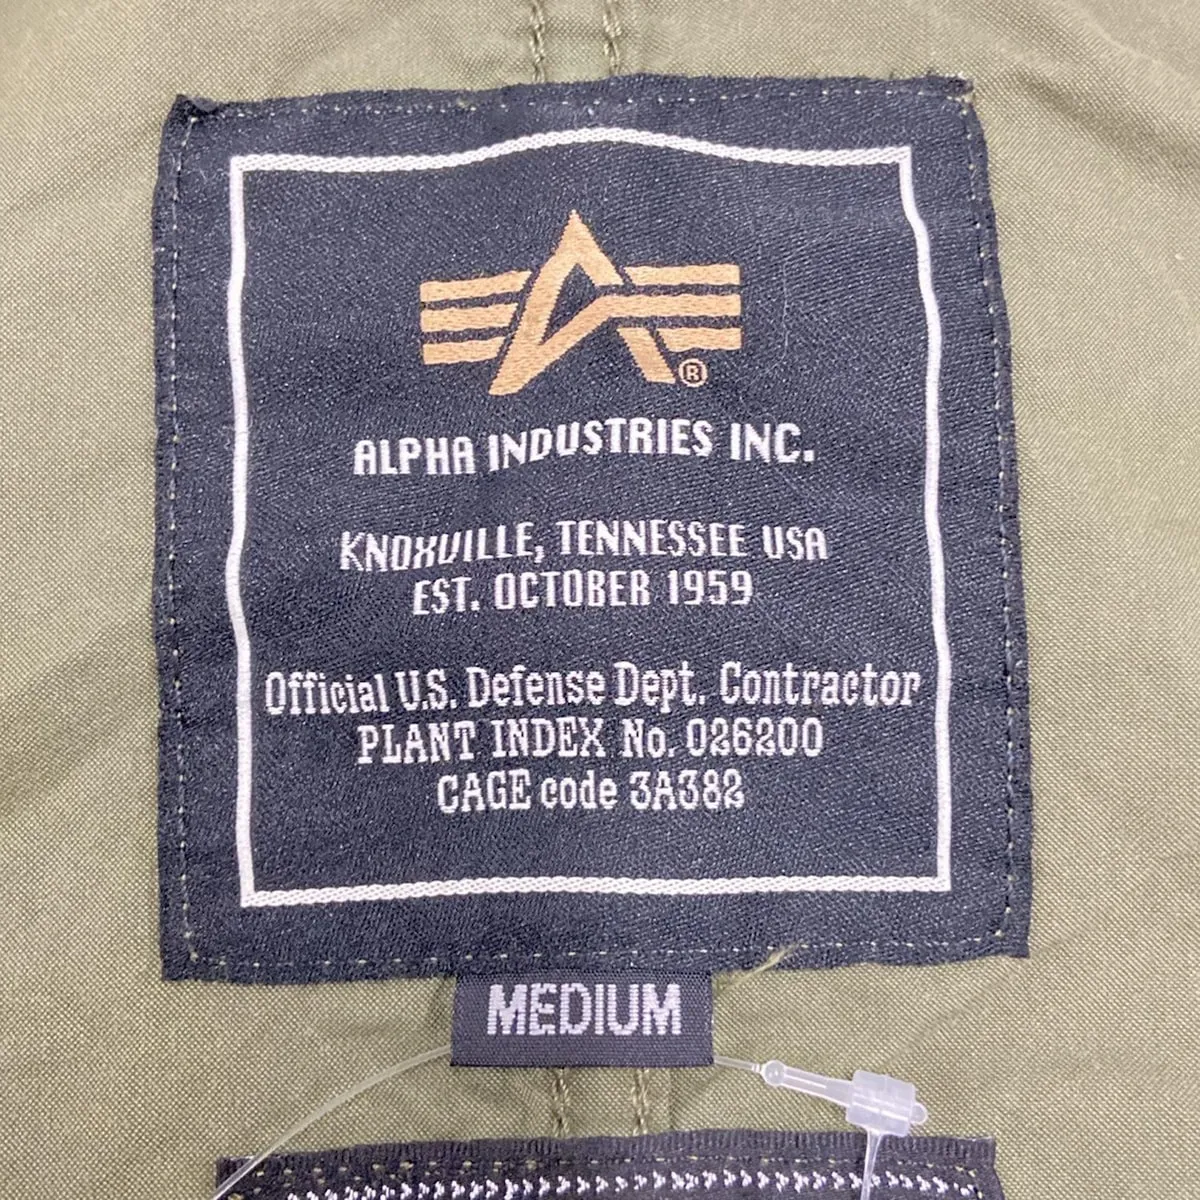 ®
ALPHA INDUSTRIES INC.
KNOXVILLE, TENNESSEE USA
EST. OCTOBER 1959
Official U.S. Defense Dept. Contractor
PLANT INDEX No. 026200
CAGE code 3A382
MEDIUM